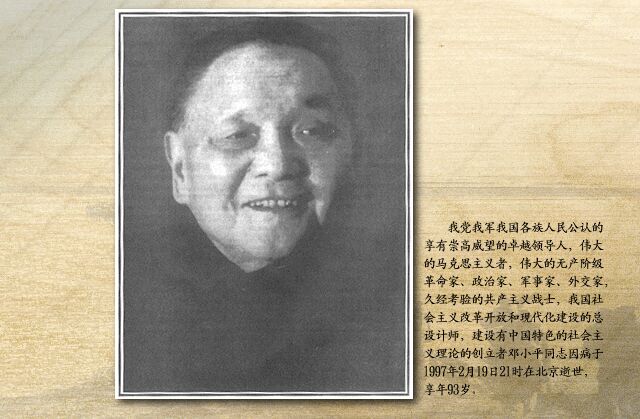 我党我军我国各族人民公认的
享有崇高威望的卓越领导人，伟大
的马克思主义者，伟大的无产阶级
革命家、政治家、军事家、外交家，
久经考验的共产主义战士，我国社
会主义改革开放和现代化建设的总
设计师，建设有中国特色的社会主
义理论的创立者邓小平同志因病于
1997年2月19日21时在北京逝世，
享年93岁。